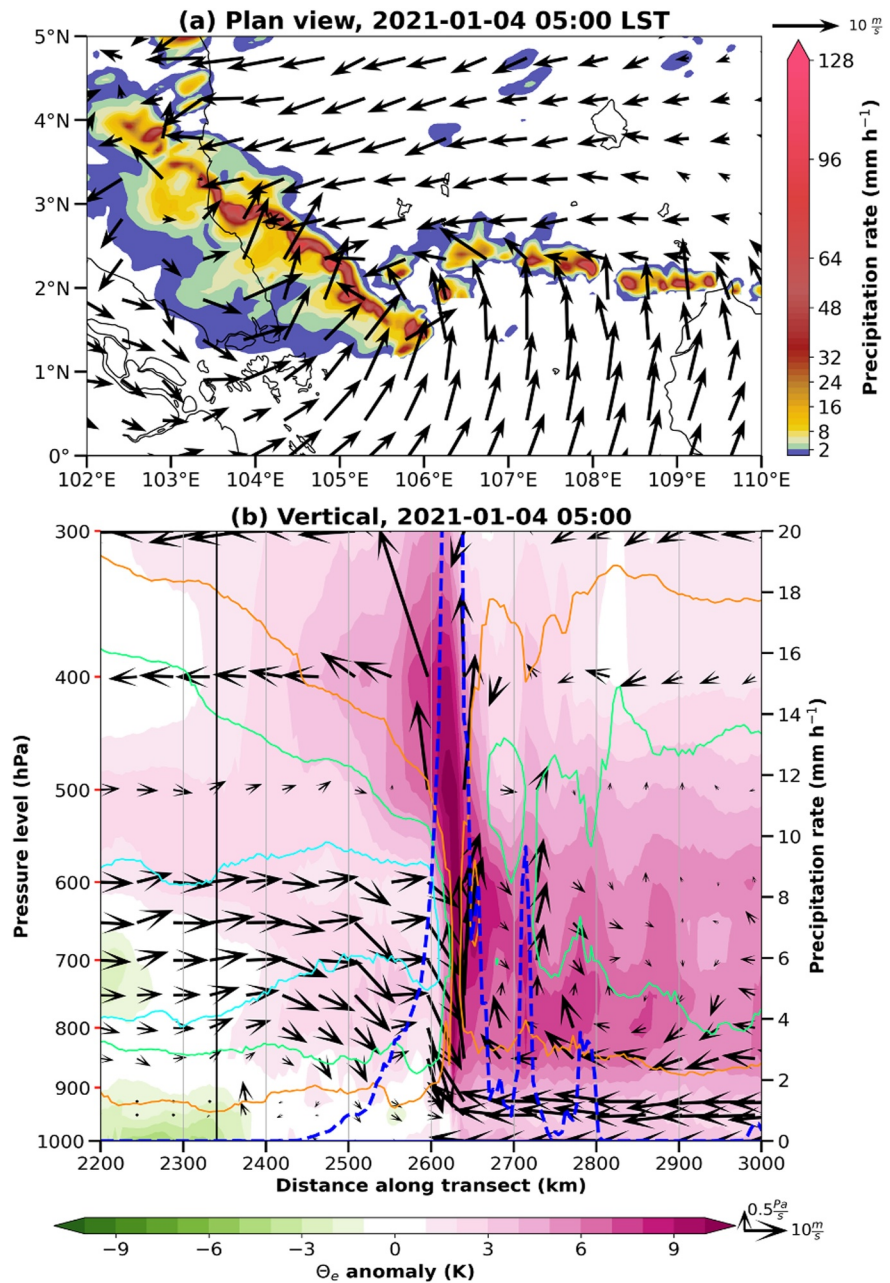 (a) Plan view, 2021-01-04 05:00 LST
10 m/s
5°N
4°N
3°N
2°N
1°N
0°
102°E 103°E 104°E 105°E 106°E 107°E 108°E 109°E 110°E
128
96
64
48
32
24
16
8
4
2
Precipitation rate (mm h⁻¹)
(b) Vertical, 2021-01-04 05:00
300
400
500
600
700
800
900
1000
Pressure level (hPa)
20
18
16
14
12
10
8
6
4
2
0
Precipitation rate (mm h⁻¹)
2200 2300 2400 2500 2600 2700 2800 2900 3000
Distance along transect (km)
−9 −6 −3 0 3 6 9
Θe anomaly (K)
0.5 Pa/s
10 m/s